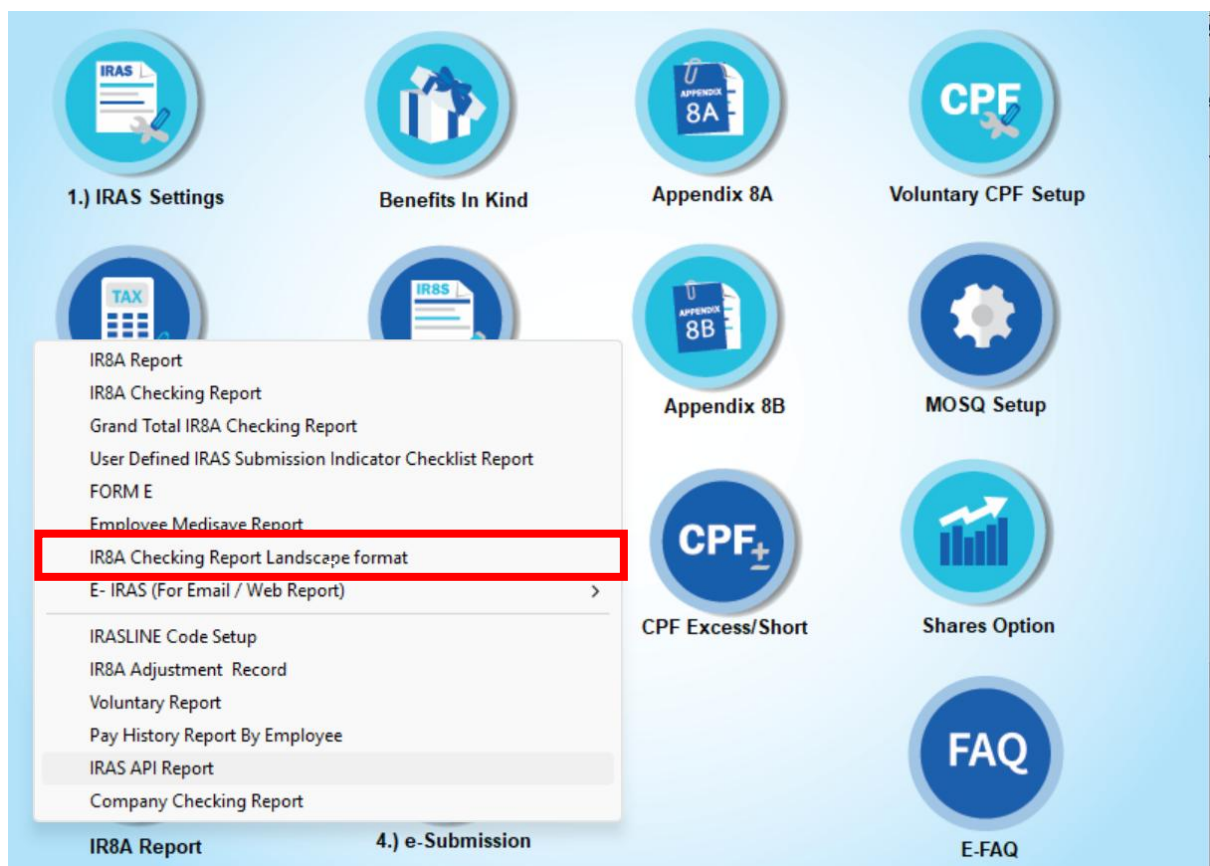 IRAS
APPENDIX
8A
CPF
1.) IRAS Settings
Benefits In Kind
Appendix 8A
Voluntary CPF Setup
TAX
IR8S
APPENDIX
8B
Appendix 8B
MOSQ Setup
IR8A Report
IR8A Checking Report
Grand Total IR8A Checking Report
User Defined IRAS Submission Indicator Checklist Report
FORM E
Employee Medisave Report
IR8A Checking Report Landscape format
E- IRAS (For Email / Web Report)
IRASLINE Code Setup
IR8A Adjustment Record
Voluntary Report
Pay History Report By Employee
IRAS API Report
Company Checking Report
CPF±
CPF Excess/Short
Shares Option
FAQ
IR8A Report
4.) e-Submission
E-FAQ